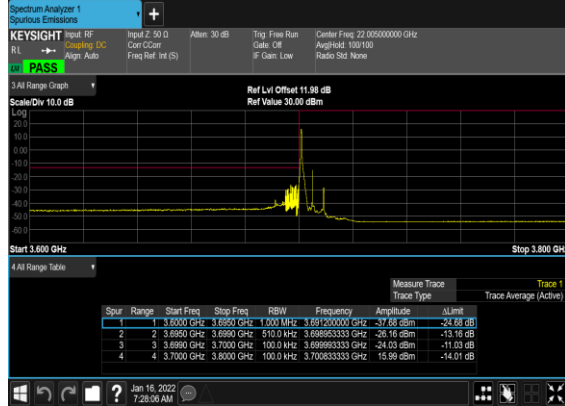 Spectrum Analyzer 1
Spurious Emissions
+
KEYSIGHT Input: RF Input Z: 50 Ω Atten: 30 dB Trig: Free Run Center Freq: 22.005000000 GHz
RL Coupling: DC Corr CCorr Gate: Off Avg|Hold: 100/100
Align: Auto Freq Ref: Int (S) IF Gain: Low Radio Std: None
PASS
3 All Range Graph
Ref Lvl Offset 11.98 dB
Scale/Div 10.0 dB Ref Value 30.00 dBm
Log
20.0
10.0
0.00
-10.0
-20.0
-30.0
-40.0
-50.0
-60.0
Start 3.600 GHz Stop 3.800 GHz
4 All Range Table
Measure Trace Trace 1
Trace Type Trace Average (Active)
Spur Range Start Freq Stop Freq RBW Frequency Amplitude ΔLimit
1 1 3.6000 GHz 3.6950 GHz 1.000 MHz 3.691200000 GHz -37.68 dBm -24.68 dB
2 2 3.6950 GHz 3.6990 GHz 510.0 kHz 3.698953333 GHz -26.16 dBm -13.16 dB
3 3 3.6990 GHz 3.7000 GHz 100.0 kHz 3.699993333 GHz -24.03 dBm -11.03 dB
4 4 3.7000 GHz 3.8000 GHz 100.0 kHz 3.700833333 GHz 15.99 dBm -14.01 dB
? Jan 16, 2022
7:28:06 AM